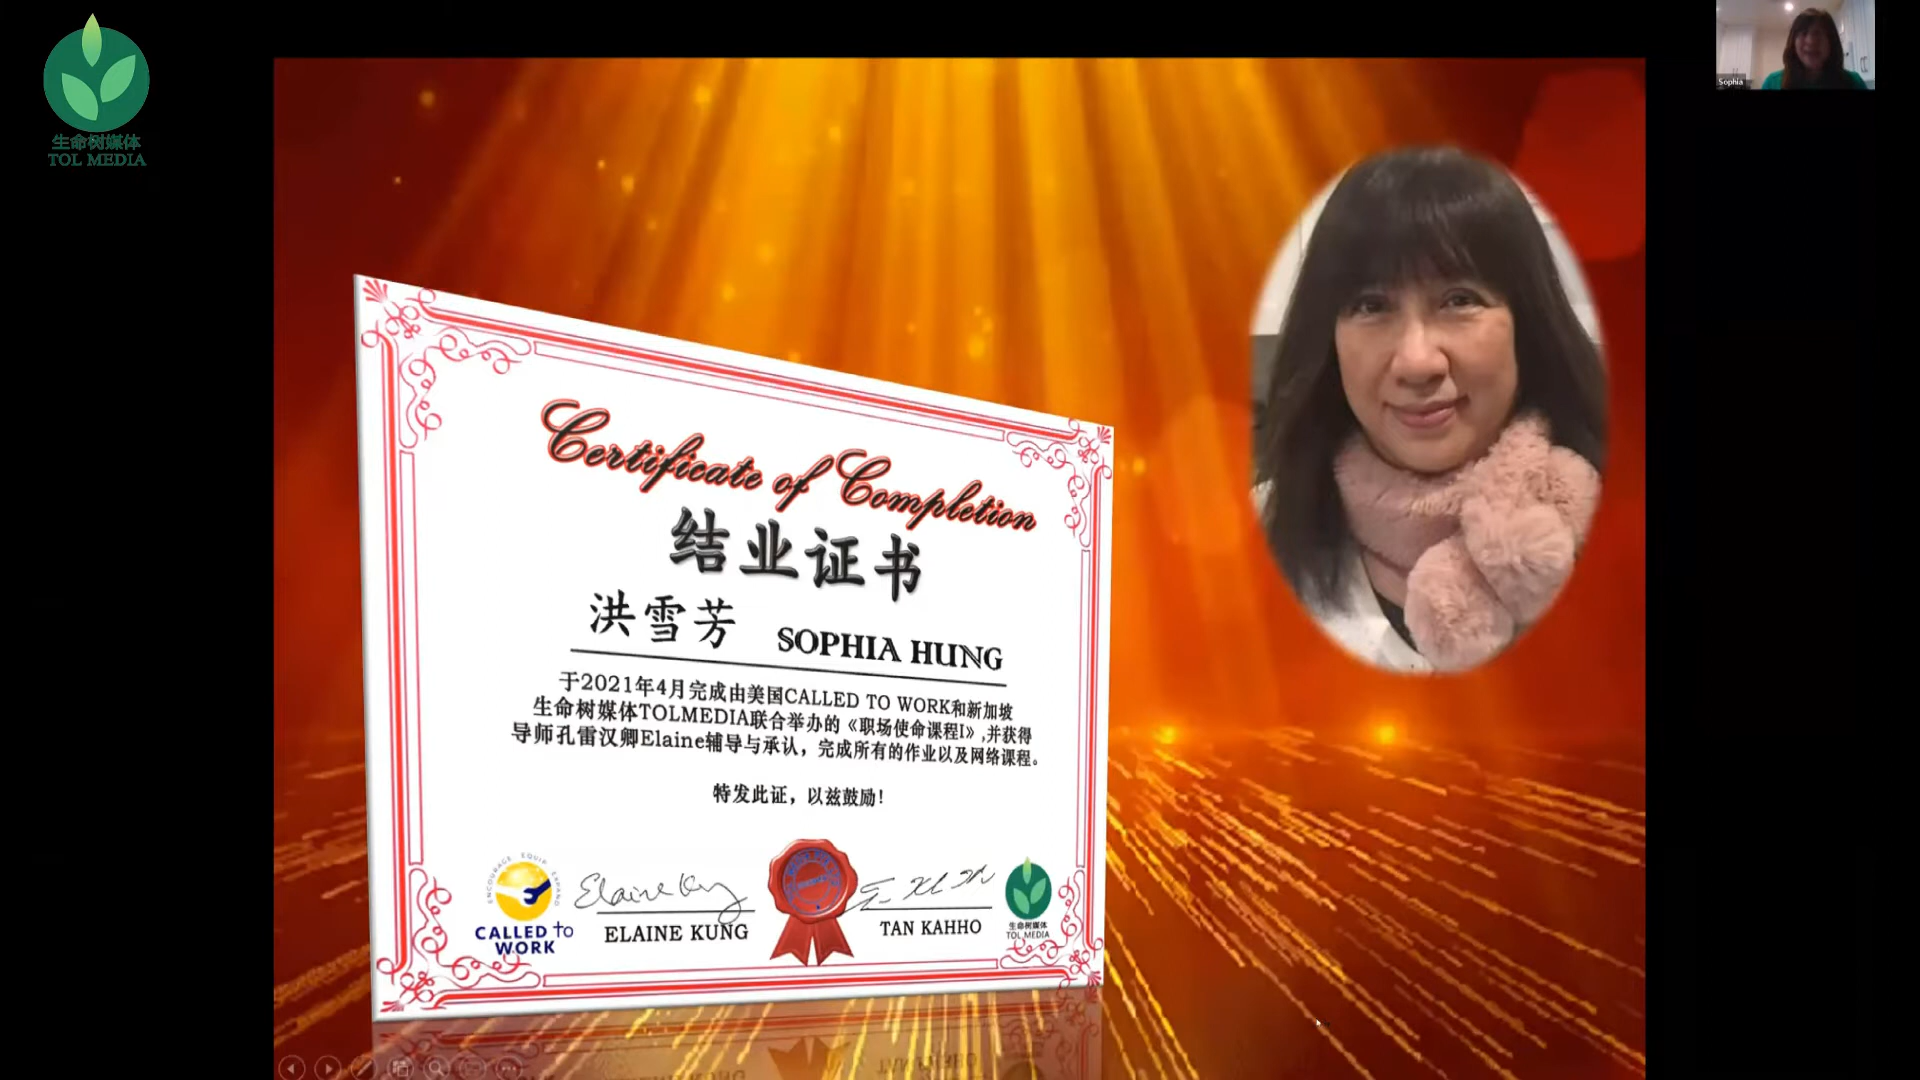 生命树媒体
TOL MEDIA
Sophia
Certificate of Completion
结业证书
洪雪芳 SOPHIA HUNG
于2021年4月完成由美国CALLED TO WORK和新加坡
生命树媒体TOLMEDIA联合举办的《职场使命课程I》,并获得
导师孔雷汉卿Elaine辅导与承认，完成所有的作业以及网络课程。
特发此证，以兹鼓励！
ENCOURAGE EQUIP EXPAND
CALLED to
WORK
Elaine Kung
ELAINE KUNG
TAN KAHHO
生命树媒体
TOL MEDIA